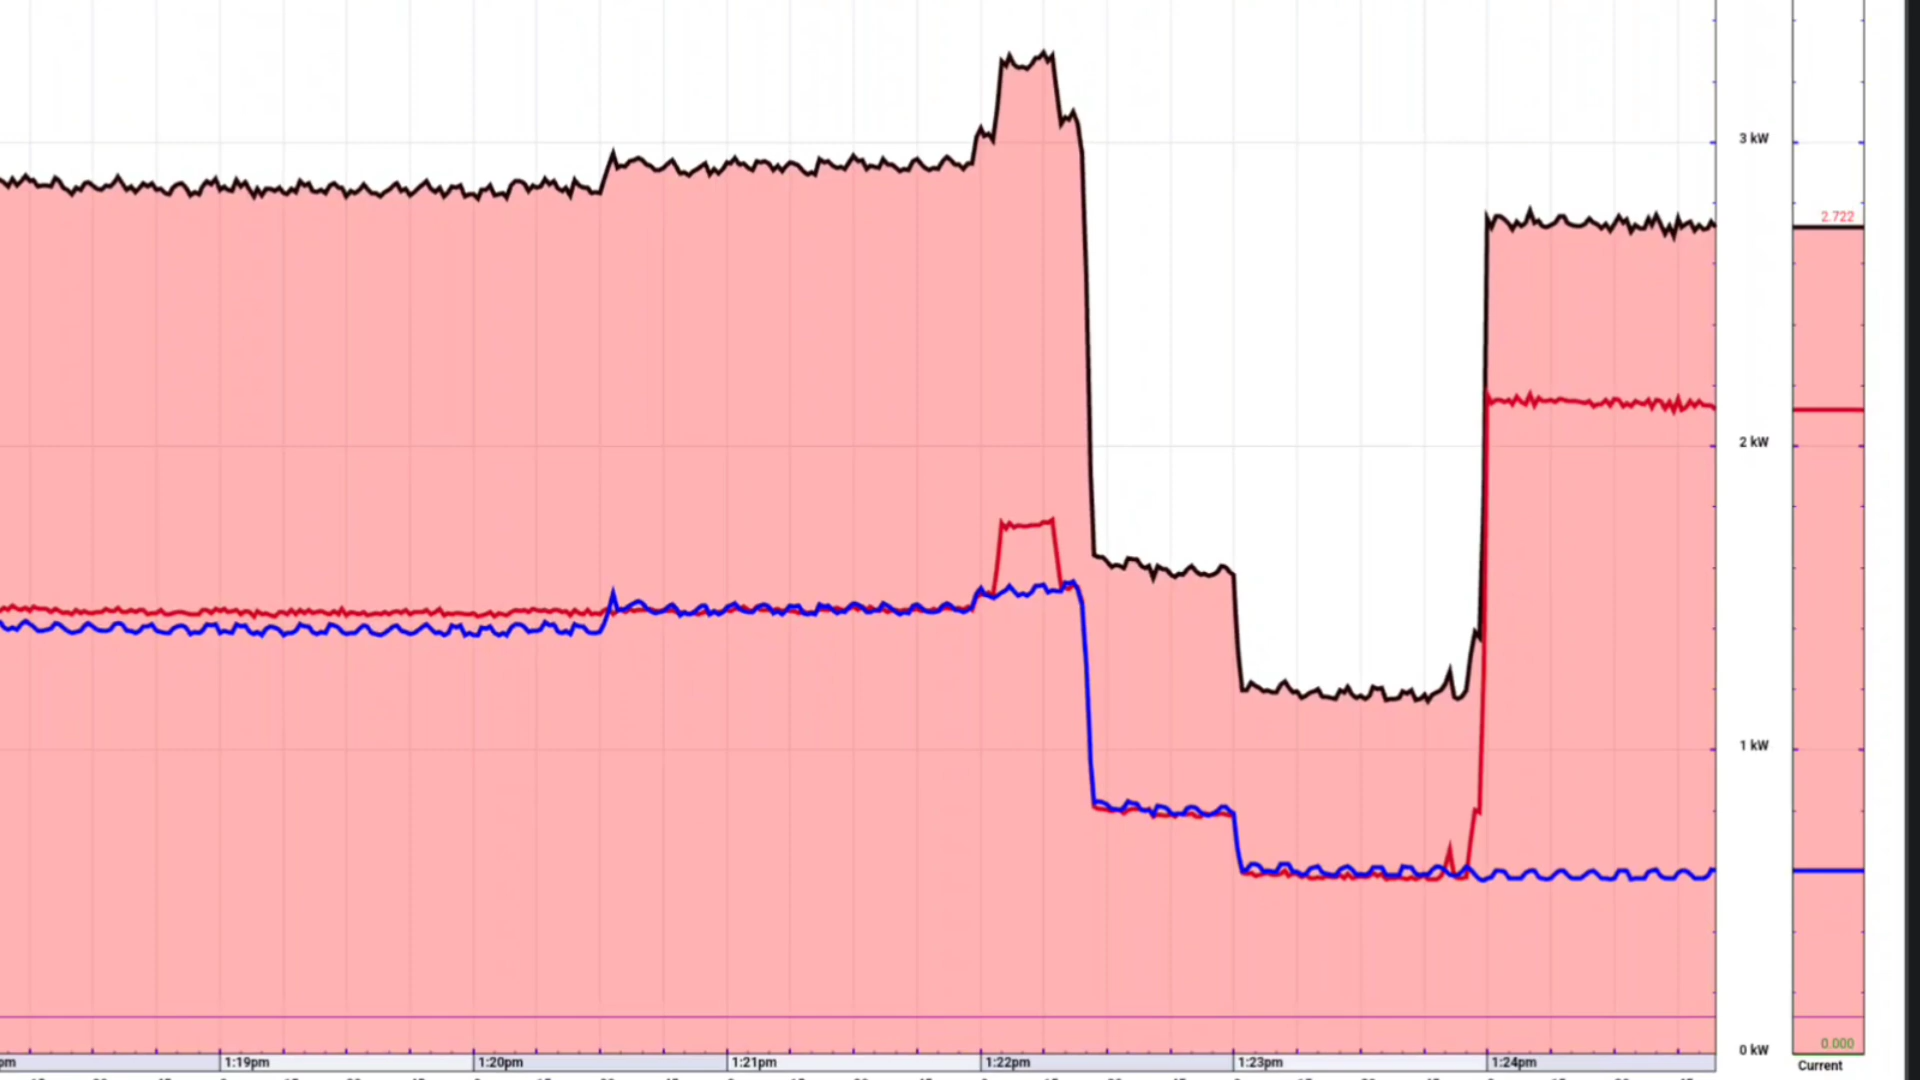 3 kW
2.722
2 kW
1 kW
0.000
0 kW
pm
1:19pm
1:20pm
1:21pm
1:22pm
1:23pm
1:24pm
Current